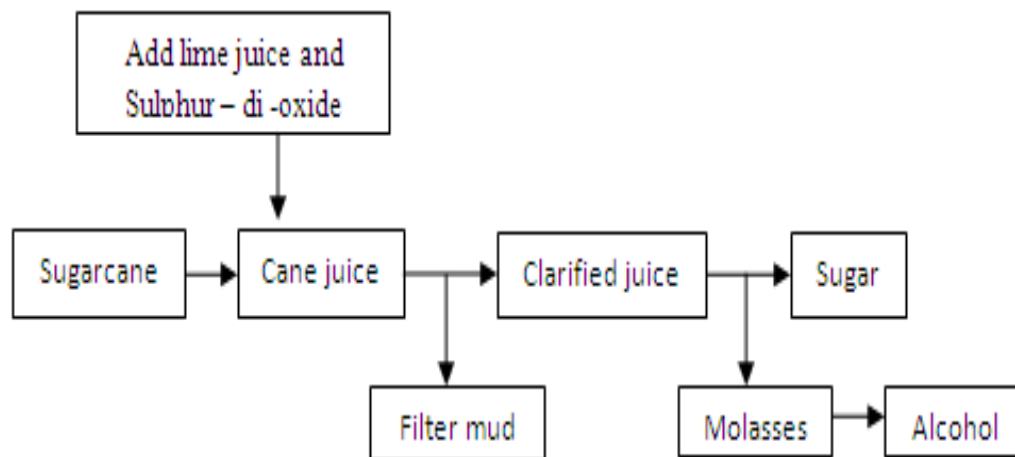 Add lime juice and
Sulphur – di -oxide
Sugarcane
Cane juice
Clarified juice
Sugar
Filter mud
Molasses
Alcohol